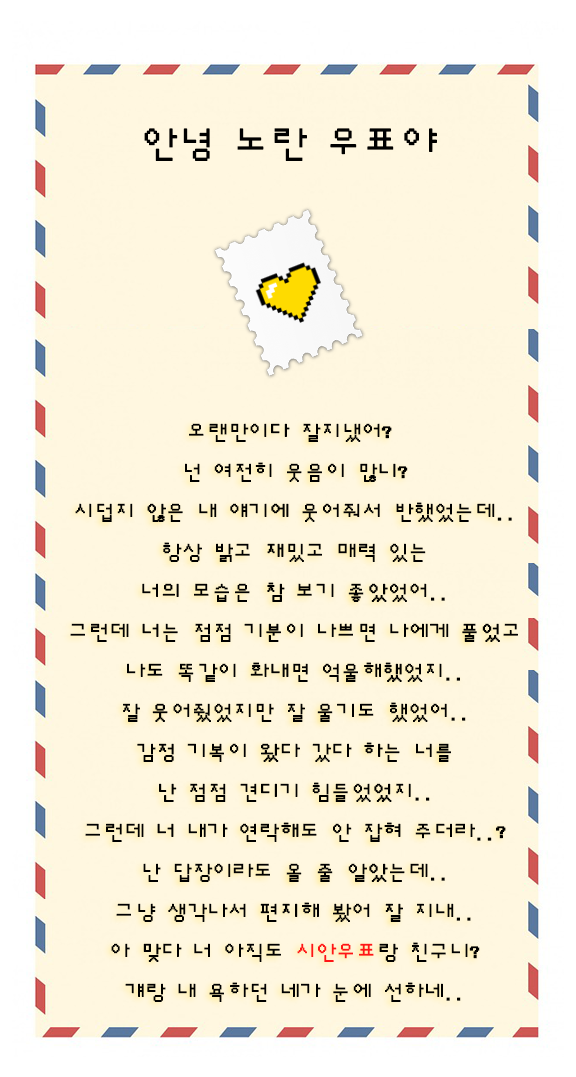 안녕 노란 우표야
오랜만이다 잘지냈어?
넌 여전히 웃음이 많니?
시덥지 않은 내 얘기에 웃어줘서 반했었는데..
항상 밝고 재밌고 매력 있는
너의 모습은 참 보기 좋았었어..
그런데 너는 점점 기분이 나쁘면 나에게 풀었고
나도 똑같이 화내면 억울해했었지..
잘 웃어줬었지만 잘 울기도 했었어..
감정 기복이 왔다 갔다 하는 너를
난 점점 견디기 힘들었었지..
그런데 너 내가 연락해도 안 잡혀 주더라..?
난 답장이라도 올 줄 알았는데..
그냥 생각나서 편지해 봤어 잘 지내..
아 맞다 너 아직도 시안우표랑 친구니?
걔랑 내 욕하던 네가 눈에 선하네..